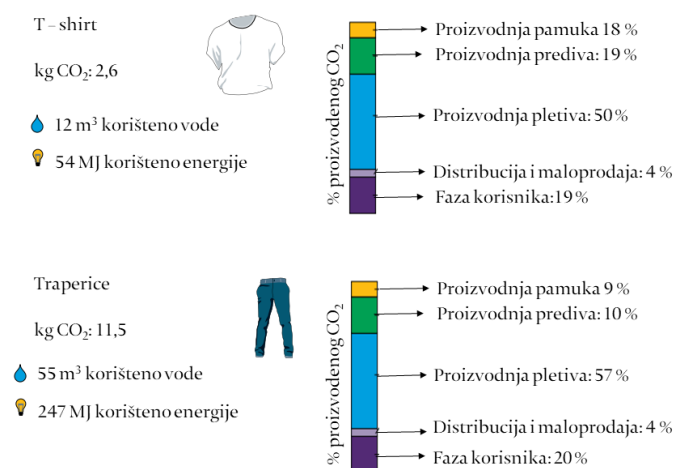 T – shirt
kg CO₂: 2,6
12 m³ korišteno vode
54 MJ korišteno energije
% proizvodenog CO₂
Proizvodnja pamuka 18 %
Proizvodnja prediva: 19 %
Proizvodnja pletiva: 50 %
Distribucija i maloprodaja: 4 %
Faza korisnika:19 %
Traperice
kg CO₂: 11,5
55 m³ korišteno vode
247 MJ korišteno energije
% proizvodenog CO₂
Proizvodnja pamuka 9 %
Proizvodnja prediva: 10 %
Proizvodnja pletiva: 57 %
Distribucija i maloprodaja: 4 %
Faza korisnika: 20 %